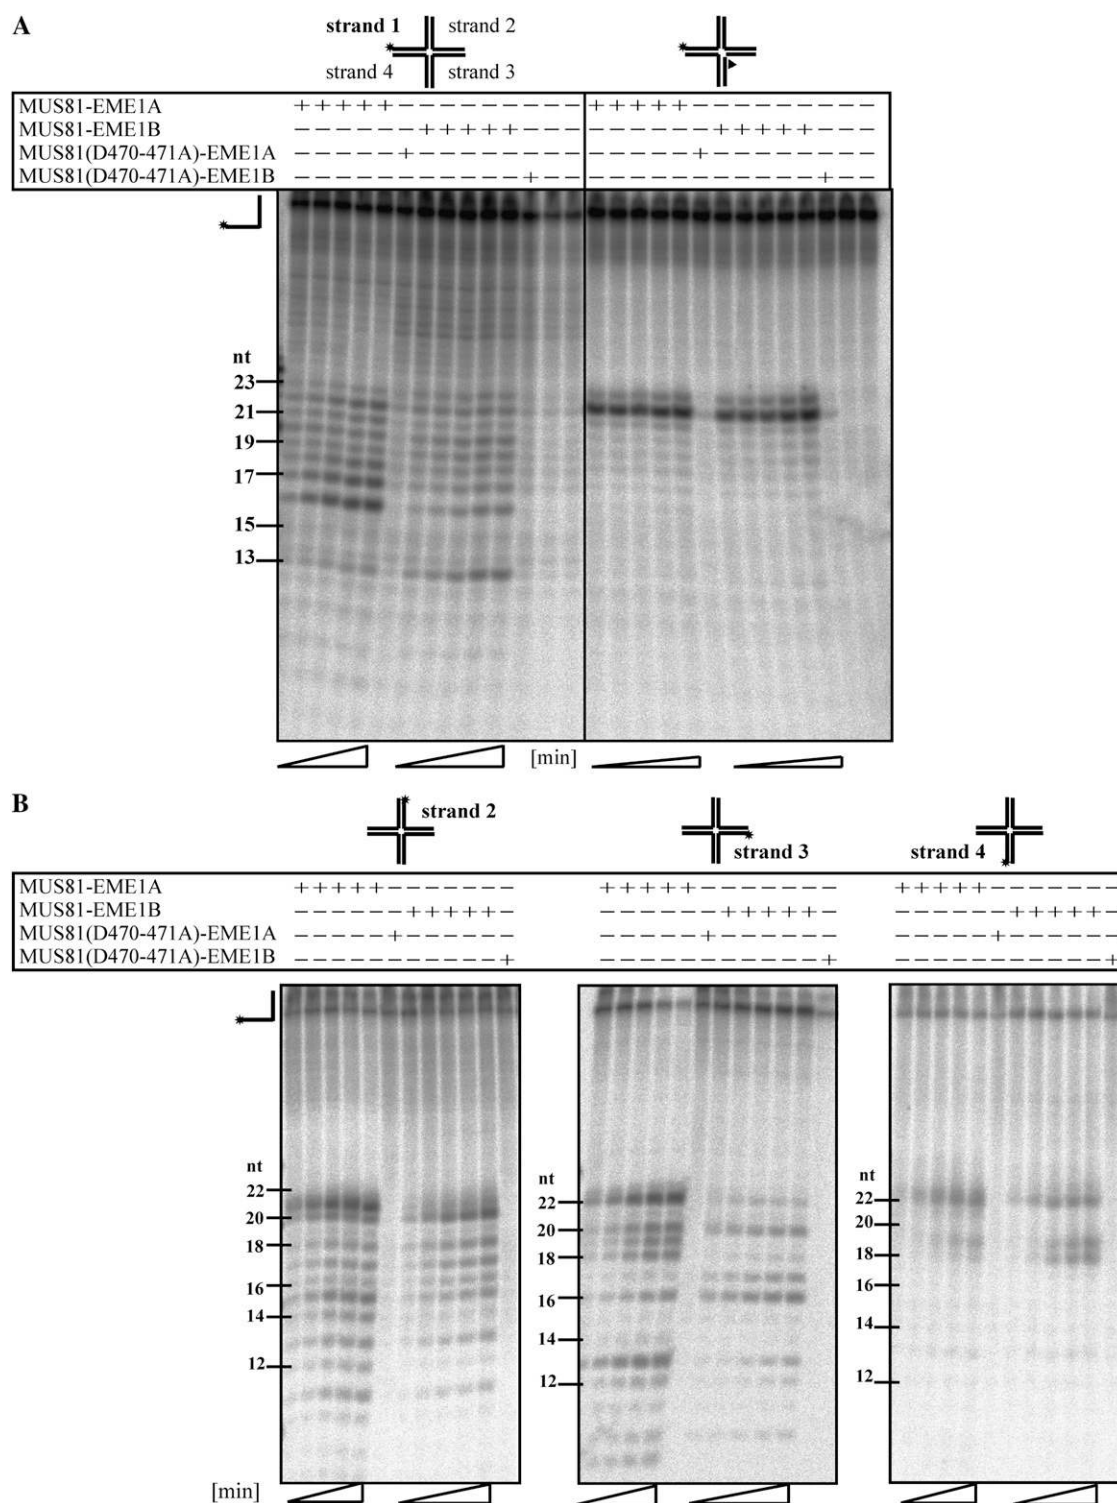 A
strand 1 strand 2
strand 4 strand 3
MUS81-EME1A + + + + + — — — — — — — — — + + + + + — — — — — — — — —
MUS81-EME1B — — — — — — + + + + + — — — — — — — — — + + + + + — — —
MUS81(D470-471A)-EME1A — — — — — + — — — — — — — — — — — — — + — — — — — — — —
MUS81(D470-471A)-EME1B — — — — — — — — — — — + — — — — — — — — — — — — — + — —
nt
23
21
19
17
15
13
[min]
B
strand 2
strand 3 strand 4
MUS81-EME1A + + + + + — — — — — — — + + + + + — — — — — — — + + + + + — — — — — — —
MUS81-EME1B — — — — — — + + + + + — — — — — — — + + + + + — — — — — — — + + + + + —
MUS81(D470-471A)-EME1A — — — — — + — — — — — — — — — — — + — — — — — — — — — — — + — — — — — —
MUS81(D470-471A)-EME1B — — — — — — — — — — — + — — — — — — — — — — — + — — — — — — — — — — — +
nt
22
20
18
16
14
12
nt
22
20
18
16
14
12
nt
22
20
18
16
14
12
[min]